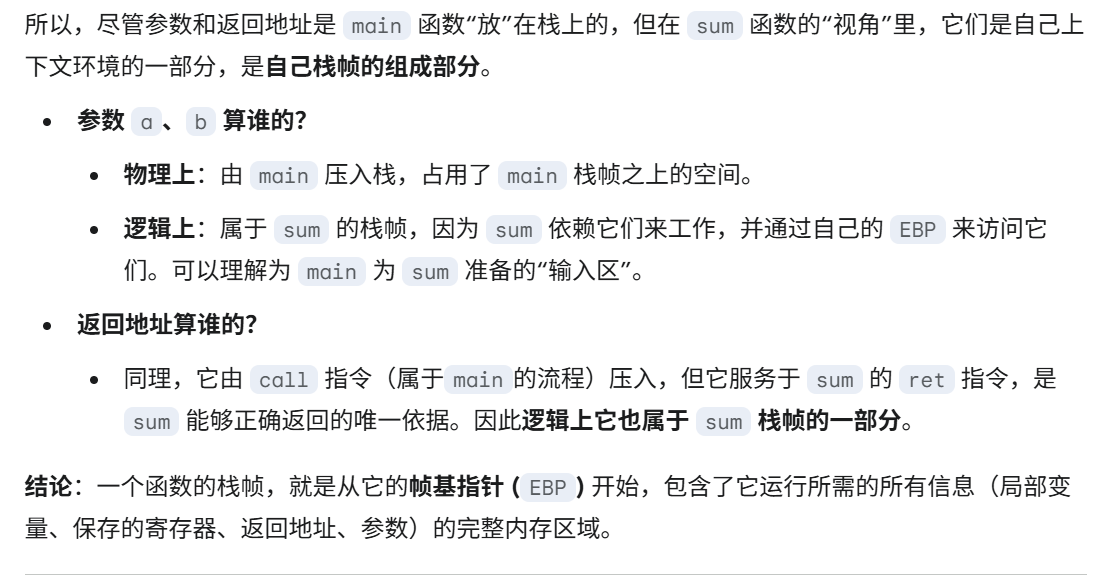 所以，尽管参数和返回地址是 main 函数“放”在栈上的，但在 sum 函数的“视角”里，它们是自己上
下文环境的一部分，是自己栈帧的组成部分。
• 参数 a、b 算谁的？
• 物理上：由 main 压入栈，占用了 main 栈帧之上的空间。
• 逻辑上：属于 sum 的栈帧，因为 sum 依赖它们来工作，并通过自己的 EBP 来访问它
们。可以理解为 main 为 sum 准备的“输入区”。
• 返回地址算谁的？
• 同理，它由 call 指令（属于main的流程）压入，但它服务于 sum 的 ret 指令，是
sum 能够正确返回的唯一依据。因此逻辑上它也属于 sum 栈帧的一部分。
结论：一个函数的栈帧，就是从它的帧基指针 (EBP) 开始，包含了它运行所需的所有信息（局部变
量、保存的寄存器、返回地址、参数）的完整内存区域。